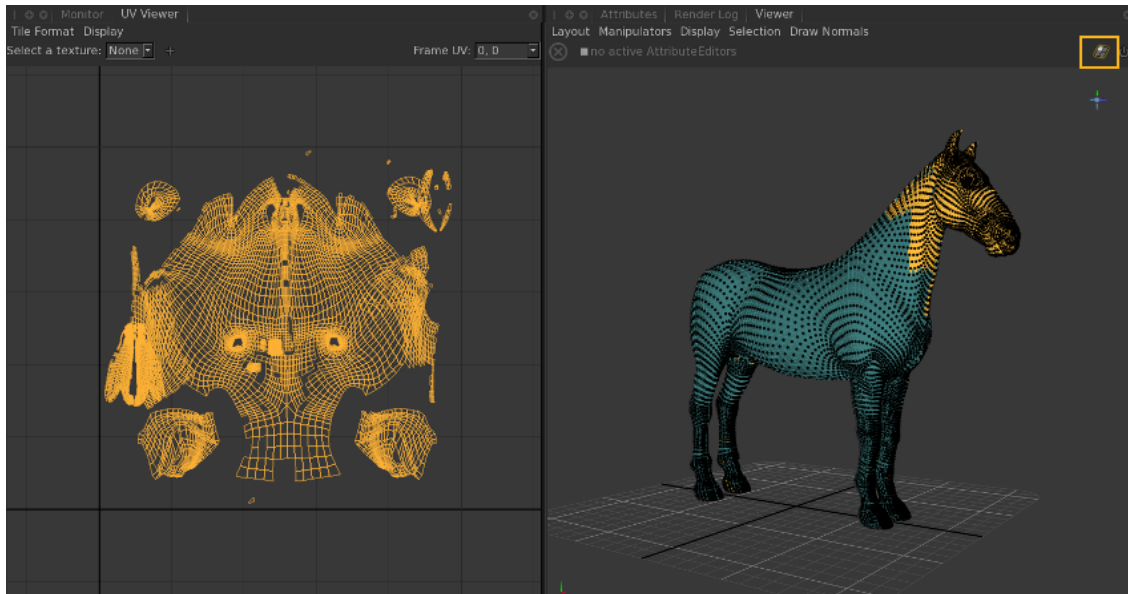 Monitor UV Viewer
Tile Format Display
Select a texture: None
Frame UV: 0, 0
Attributes Render Log Viewer
Layout Manipulators Display Selection Draw Normals
no active AttributeEditors